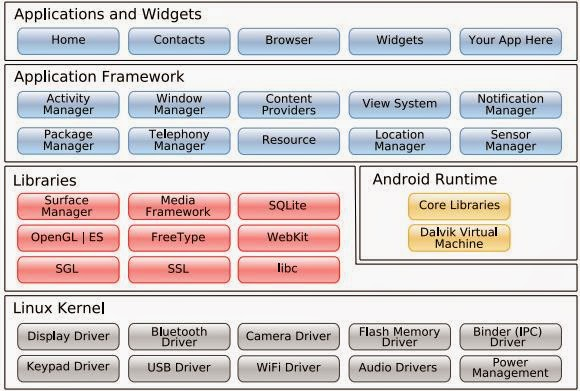 Applications and Widgets
Home
Contacts
Browser
Widgets
Your App Here
Application Framework
Activity
Manager
Window
Manager
Content
Providers
View System
Notification
Manager
Package
Manager
Telephony
Manager
Resource
Location
Manager
Sensor
Manager
Libraries
Surface
Manager
Media
Framework
SQLite
OpenGL | ES
FreeType
WebKit
SGL
SSL
libc
Android Runtime
Core Libraries
Dalvik Virtual
Machine
Linux Kernel
Display Driver
Bluetooth
Driver
Camera Driver
Flash Memory
Driver
Binder (IPC)
Driver
Keypad Driver
USB Driver
WiFi Driver
Audio Drivers
Power
Management